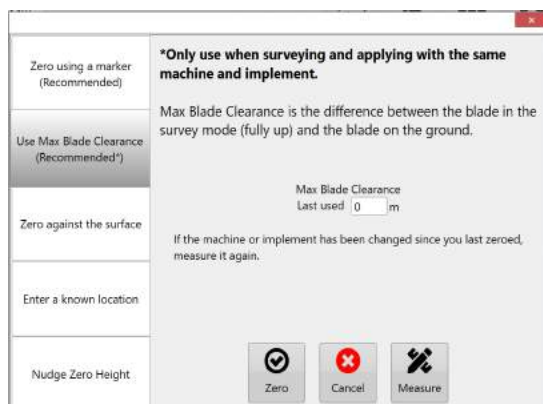 Zero using a marker
(Recommended)
Use Max Blade Clearance
(Recommended*)
Zero against the surface
Enter a known location
Nudge Zero Height
*Only use when surveying and applying with the same
machine and implement.
Max Blade Clearance is the difference between the blade in the
survey mode (fully up) and the blade on the ground.
Max Blade Clearance
Last used 0 m
If the machine or implement has been changed since you last zeroed,
measure it again.
Zero
Cancel
Measure